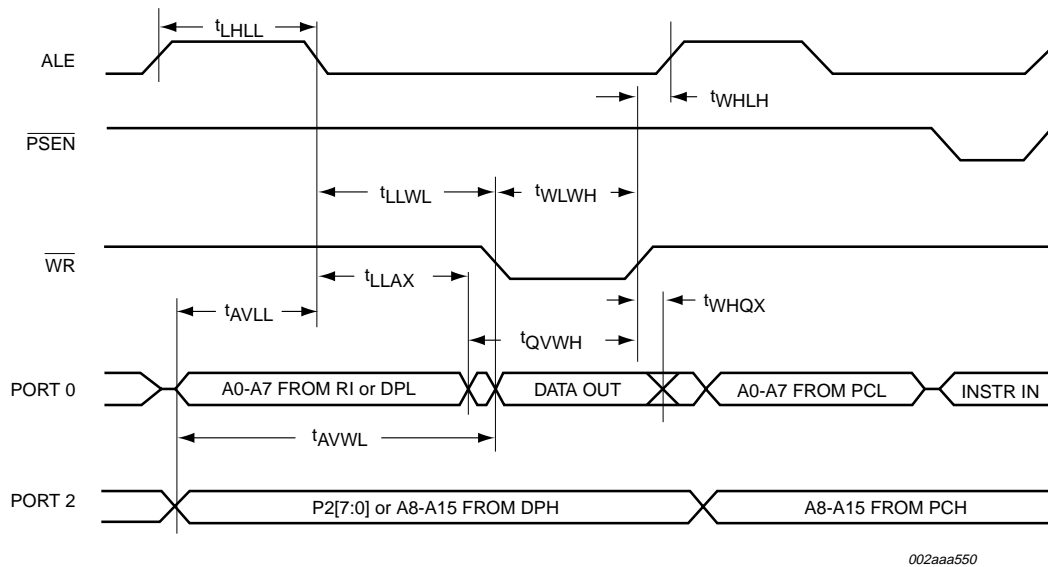 tLHLL
ALE
tWHLH
PSEN
tLLWL
tWLWH
WR
tLLAX
tWHQX
tAVLL
tQVWH
PORT 0
A0-A7 FROM RI or DPL
DATA OUT
A0-A7 FROM PCL
INSTR IN
tAVWL
PORT 2
P2[7:0] or A8-A15 FROM DPH
A8-A15 FROM PCH
002aaa550